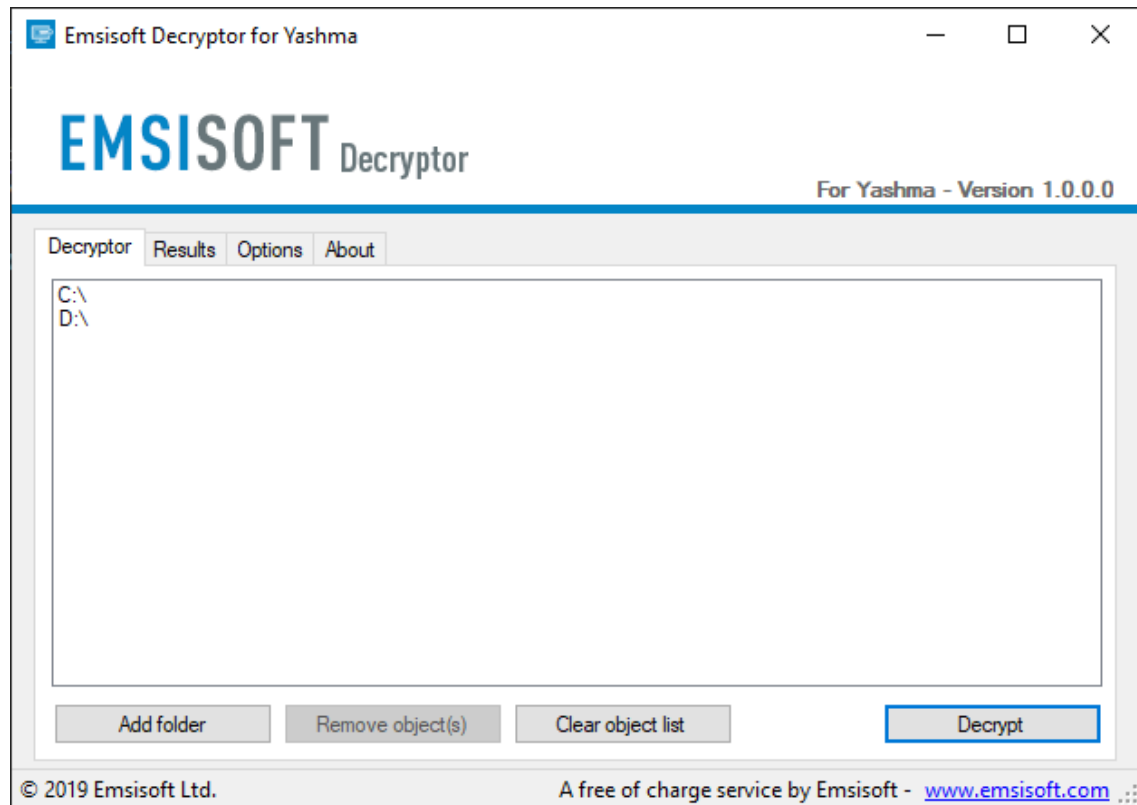 Emsisoft Decryptor for Yashma
EMSISOFT Decryptor
For Yashma - Version 1.0.0.0
Decryptor Results Options About
C:\
D:\
Add folder Remove object(s) Clear object list Decrypt
© 2019 Emsisoft Ltd. A free of charge service by Emsisoft - www.emsisoft.com